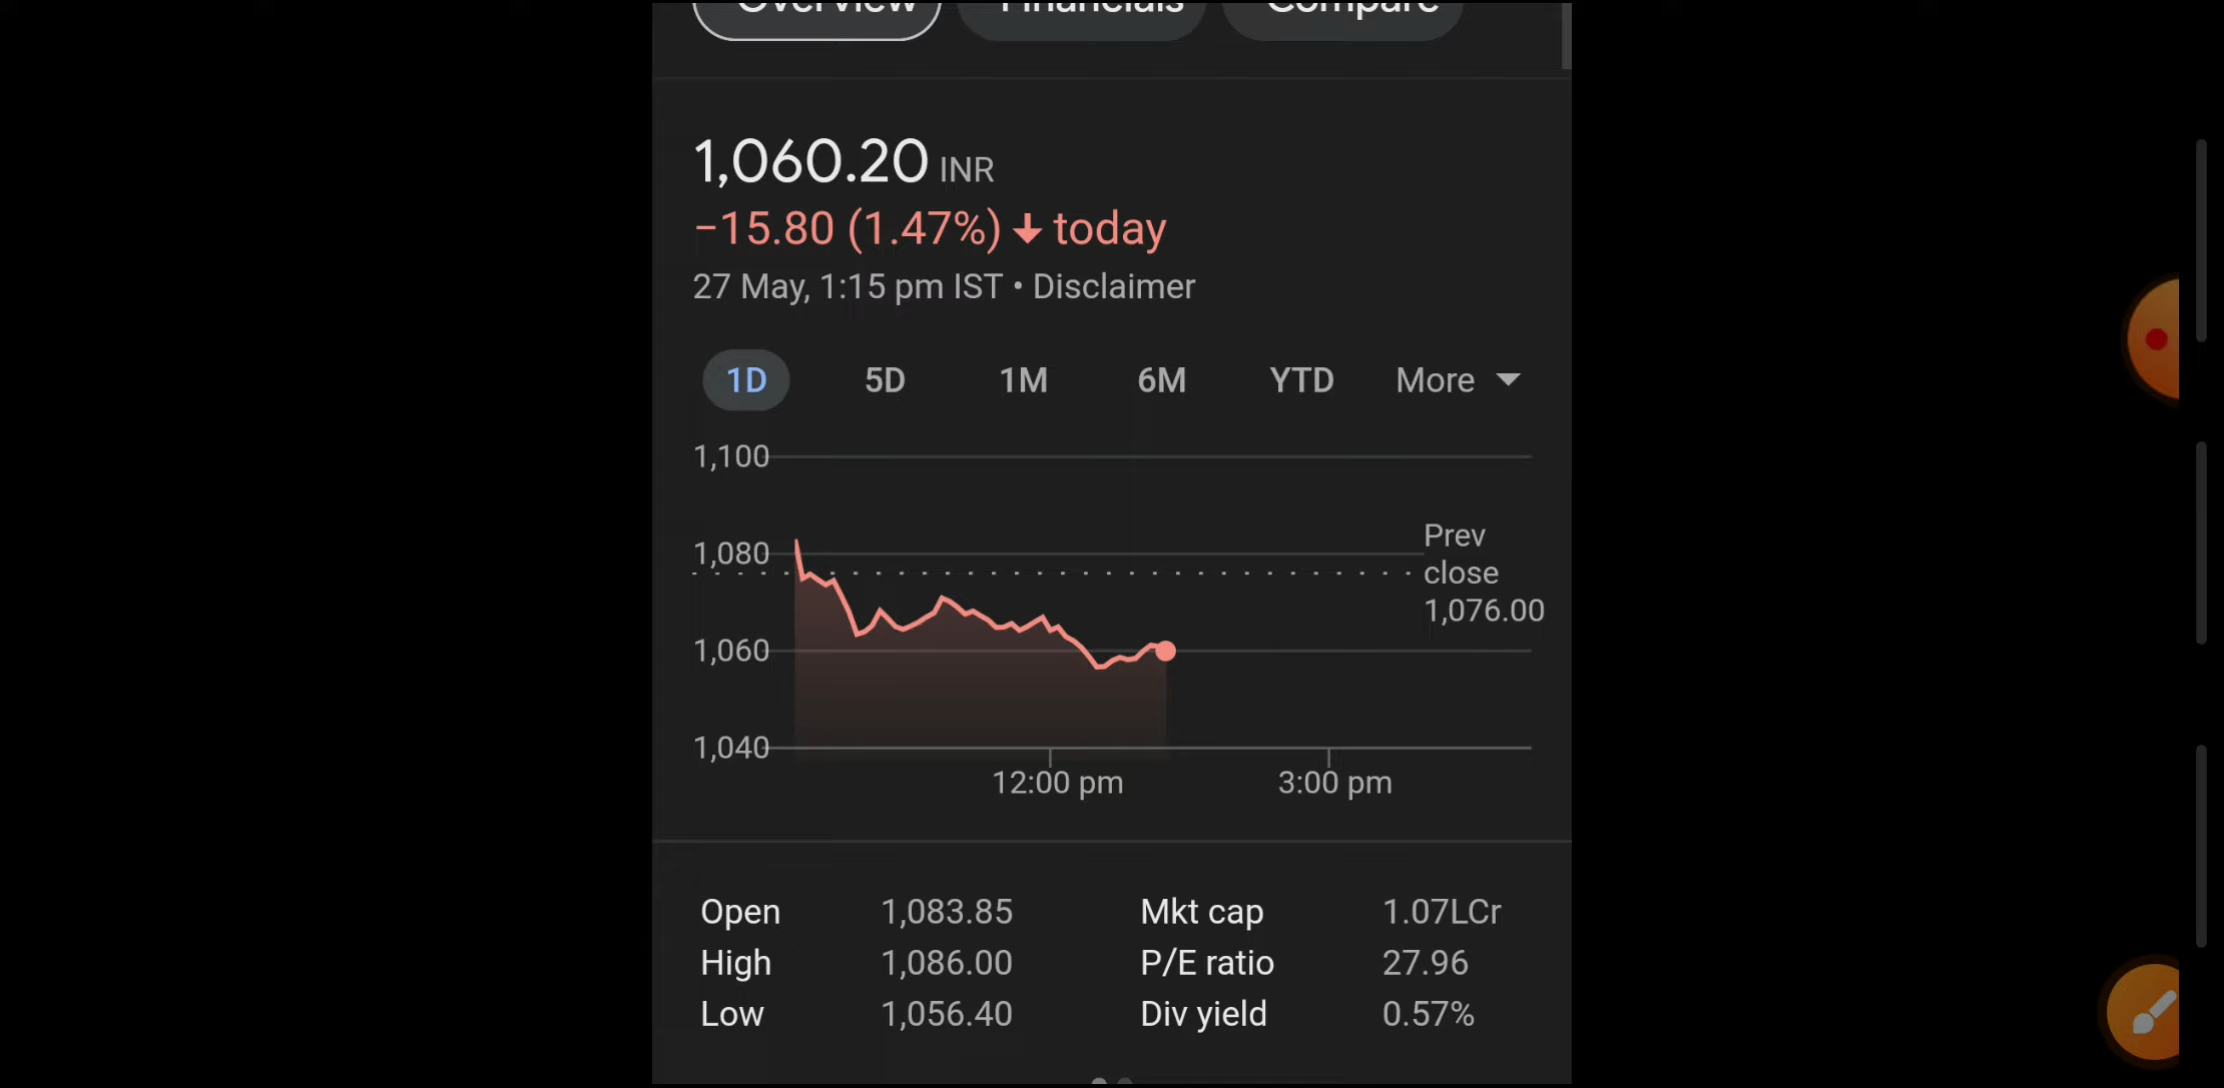 Overview Financials Compare
1,060.20 INR
−15.80 (1.47%) ↓ today
27 May, 1:15 pm IST • Disclaimer
1D 5D 1M 6M YTD More
1,100
1,080
1,060
1,040
Prev
close
1,076.00
12:00 pm 3:00 pm
Open 1,083.85 Mkt cap 1.07LCr
High 1,086.00 P/E ratio 27.96
Low 1,056.40 Div yield 0.57%